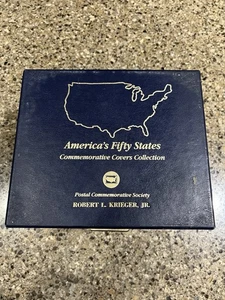 America's Fifty States
Commemorative Covers Collection
Postal Commemorative Society
ROBERT L. KRIEGER, JR.